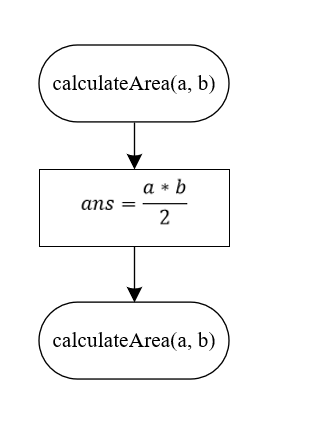 calculateArea(a, b)
ans = a * b / 2
calculateArea(a, b)